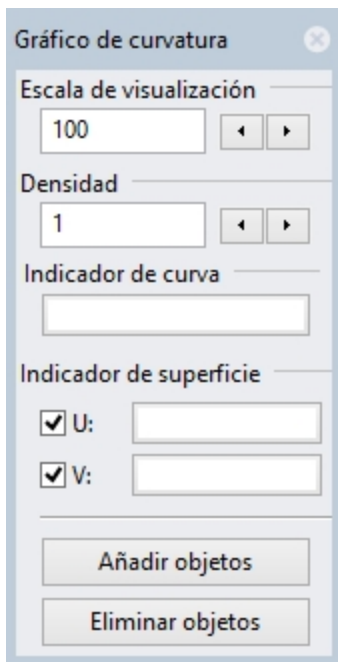 Gráfico de curvatura
Escala de visualización
100
Densidad
1
Indicador de curva
Indicador de superficie
U:
V:
Añadir objetos
Eliminar objetos